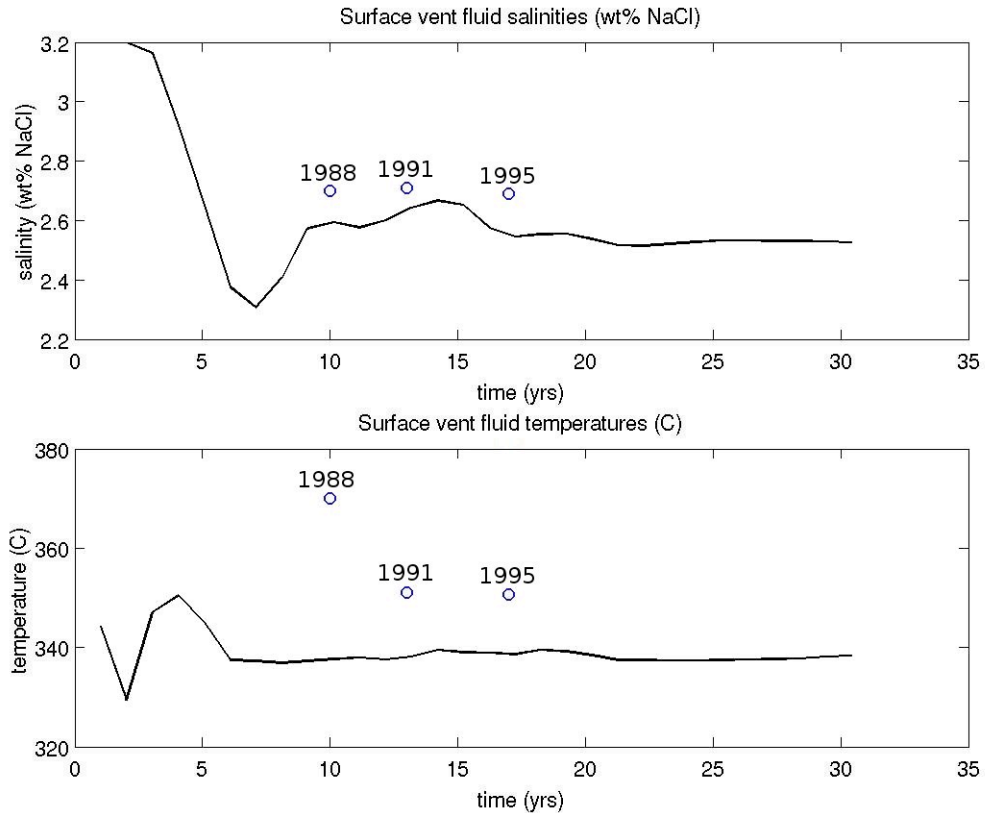 Surface vent fluid salinities (wt% NaCl)
3.2
3
2.8
2.6
2.4
2.2
salinity (wt% NaCl)
1988
1991
1995
0 5 10 15 20 25 30 35
time (yrs)
Surface vent fluid temperatures (C)
380
360
340
320
temperature (C)
1988
1991
1995
0 5 10 15 20 25 30 35
time (yrs)